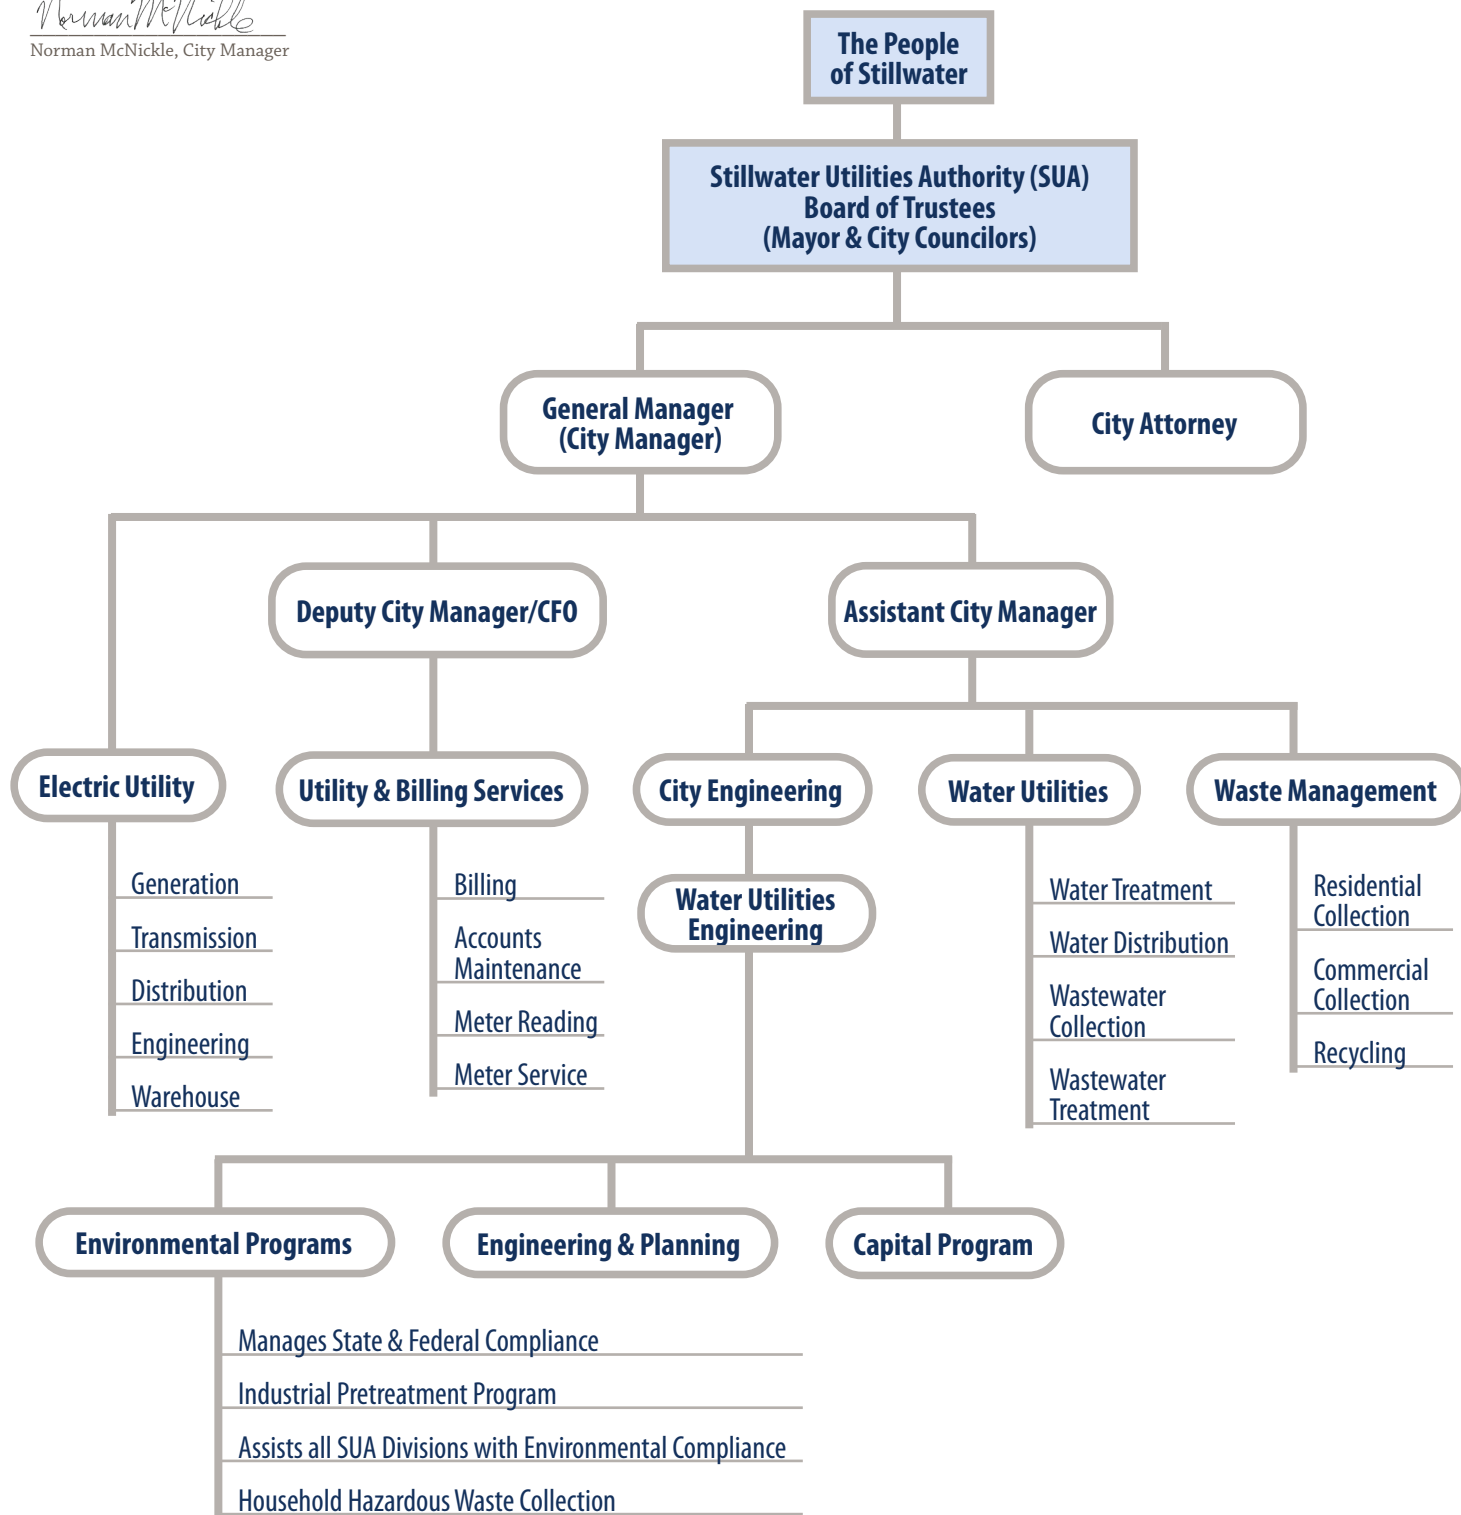 Norman McNickle
Norman McNickle, City Manager
The People
of Stillwater
Stillwater Utilities Authority (SUA)
Board of Trustees
(Mayor & City Councilors)
General Manager
(City Manager)
City Attorney
Deputy City Manager/CFO
Assistant City Manager
Electric Utility
Utility & Billing Services
City Engineering
Water Utilities
Waste Management
Generation
Transmission
Distribution
Engineering
Warehouse
Billing
Accounts
Maintenance
Meter Reading
Meter Service
Water Utilities
Engineering
Water Treatment
Water Distribution
Wastewater
Collection
Wastewater
Treatment
Residential
Collection
Commercial
Collection
Recycling
Environmental Programs
Engineering & Planning
Capital Program
Manages State & Federal Compliance
Industrial Pretreatment Program
Assists all SUA Divisions with Environmental Compliance
Household Hazardous Waste Collection